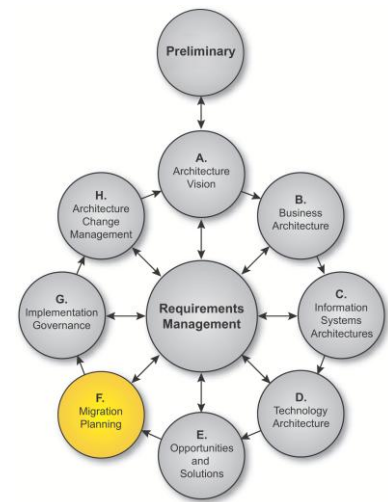 Preliminary
A.
Architecture
Vision
B.
Business
Architecture
C.
Information
Systems
Architectures
D.
Technology
Architecture
E.
Opportunities
and
Solutions
F.
Migration
Planning
G.
Implementation
Governance
H.
Architecture
Change
Management
Requirements
Management